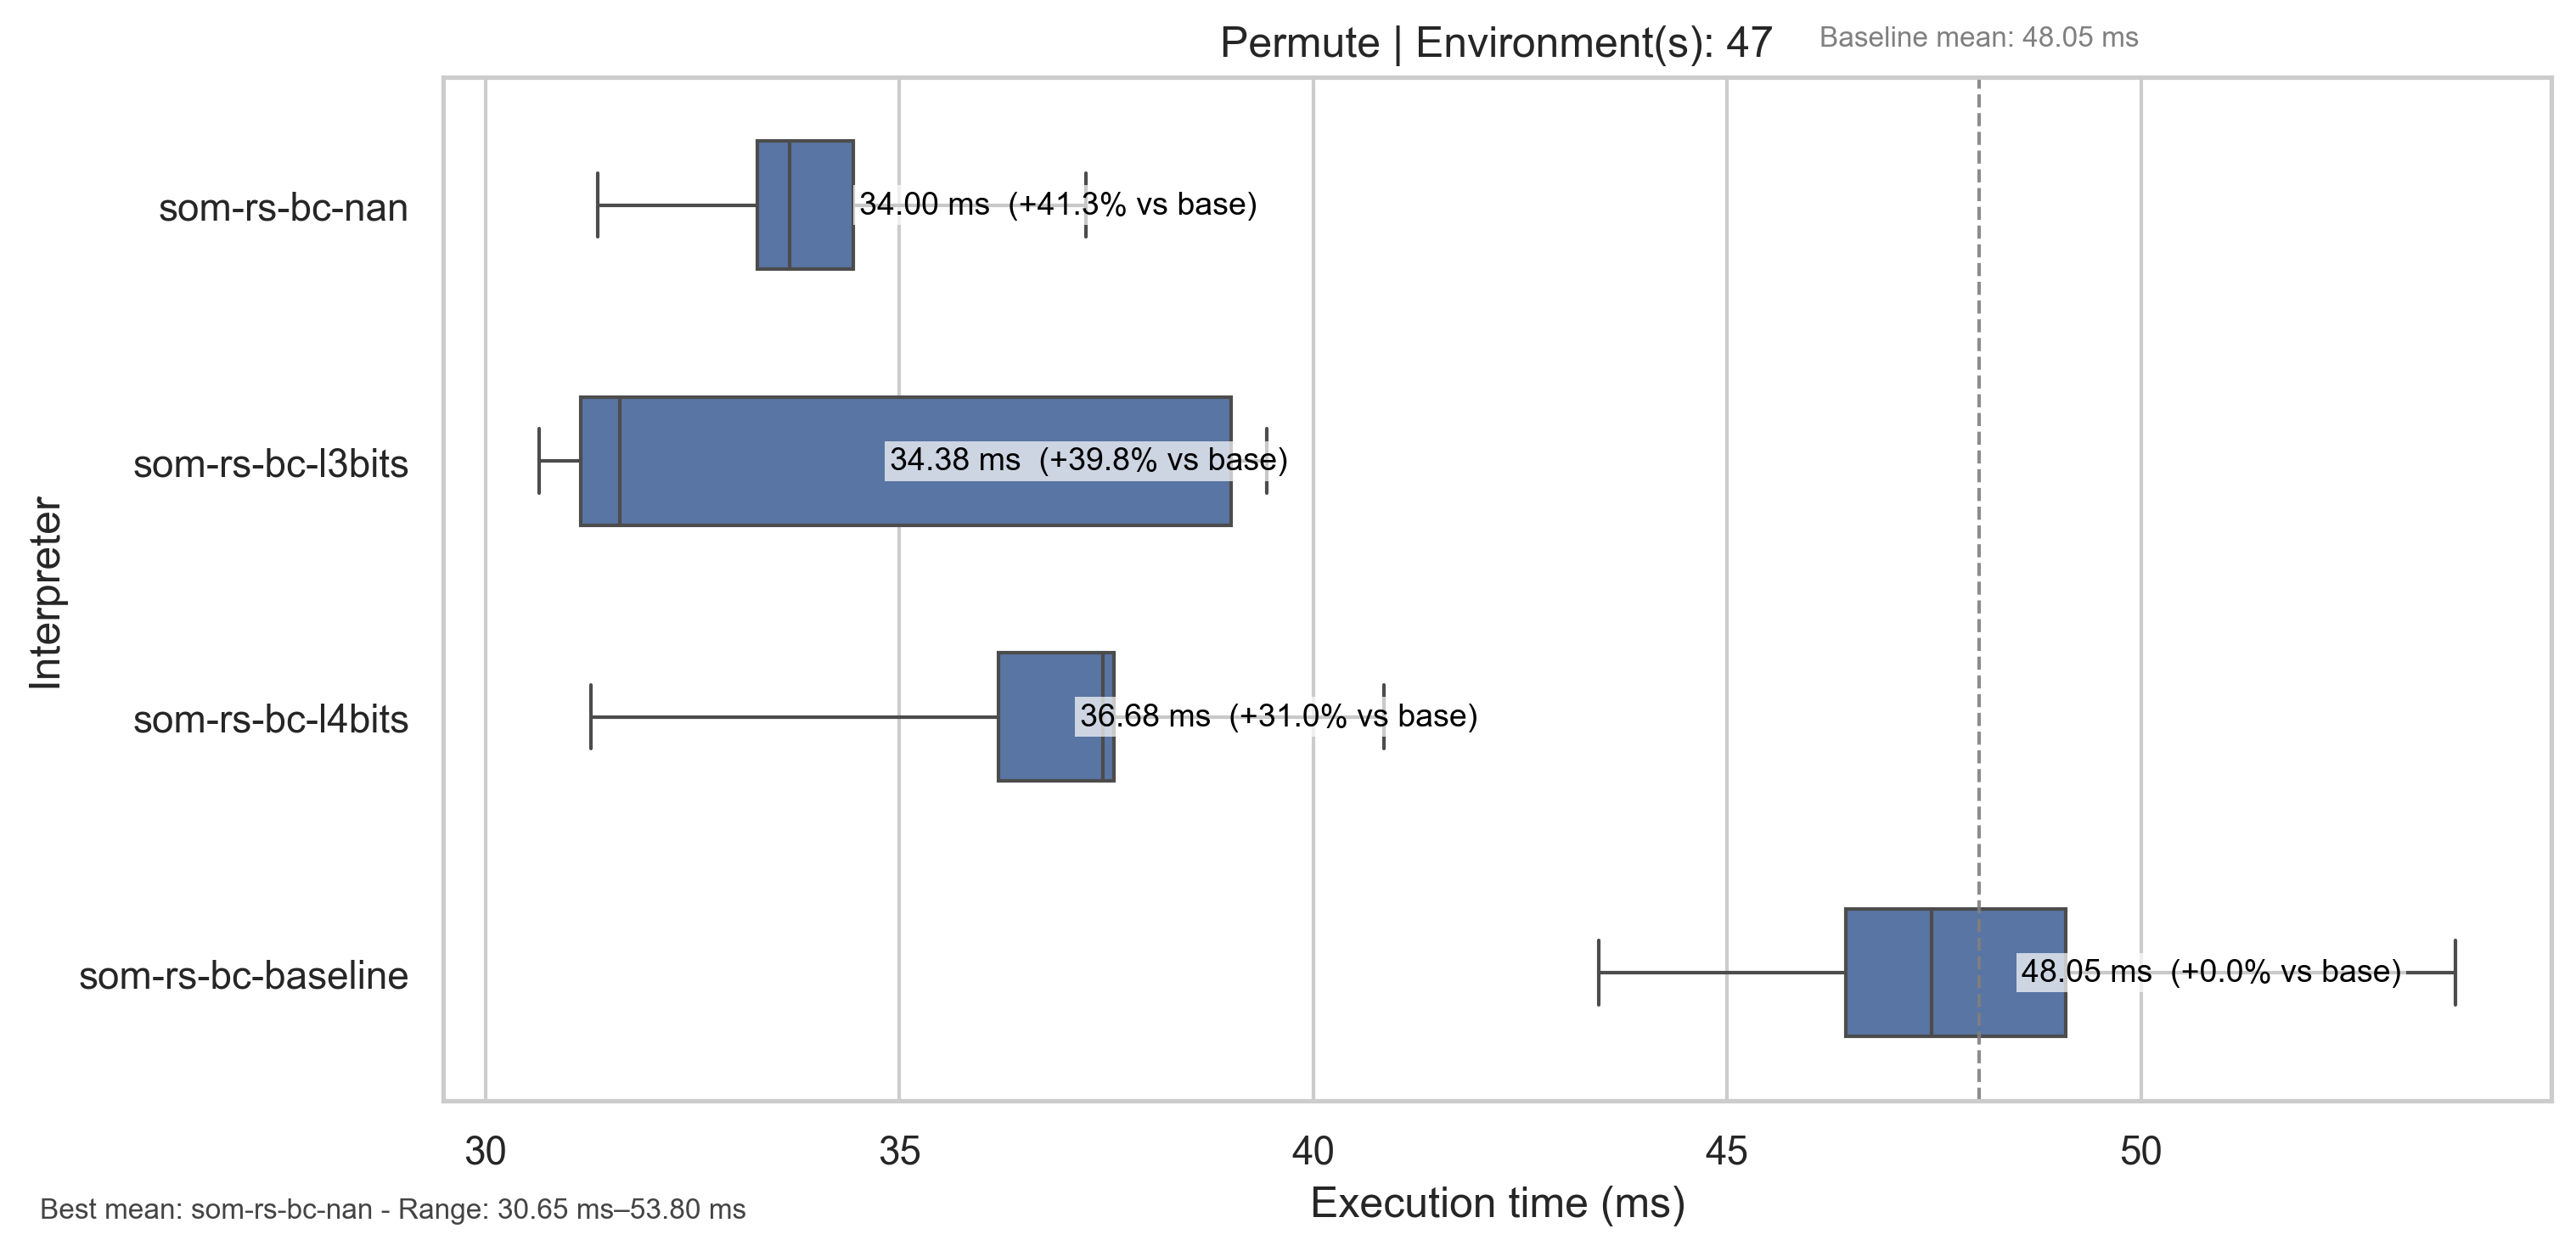 Permute | Environment(s): 47
Baseline mean: 48.05 ms
Interpreter
som-rs-bc-nan
34.00 ms  (+41.3% vs base)
som-rs-bc-l3bits
34.38 ms  (+39.8% vs base)
som-rs-bc-l4bits
36.68 ms  (+31.0% vs base)
som-rs-bc-baseline
48.05 ms  (+0.0% vs base)
30 35 40 45 50
Execution time (ms)
Best mean: som-rs-bc-nan - Range: 30.65 ms–53.80 ms